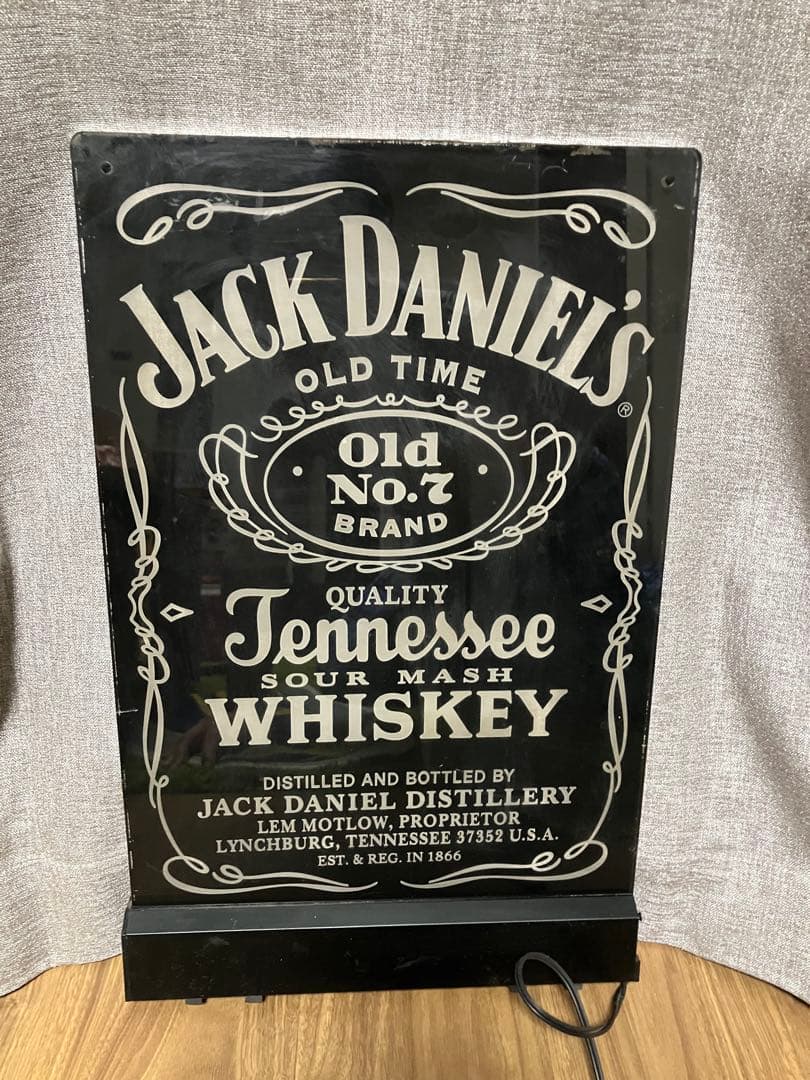 JACK DANIEL'S
®
OLD TIME
Old
No.7
BRAND
QUALITY
Tennessee
SOUR MASH
WHISKEY
DISTILLED AND BOTTLED BY
JACK DANIEL DISTILLERY
LEM MOTLOW, PROPRIETOR
LYNCHBURG, TENNESSEE 37352 U.S.A.
EST. & REG. IN 1866